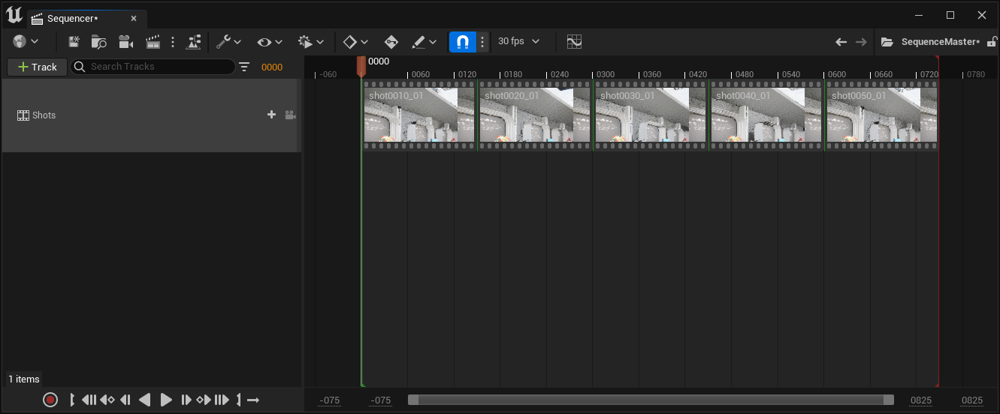 Sequencer*
30 fps
SequenceMaster*
Track
Search Tracks
0000
0000
-060
0060
0120
0180
0240
0300
0360
0420
0480
0540
0600
0660
0720
0780
Shots
shot0010_01
shot0020_01
shot0030_01
shot0040_01
shot0050_01
1 items
-075
-075
0825
0825